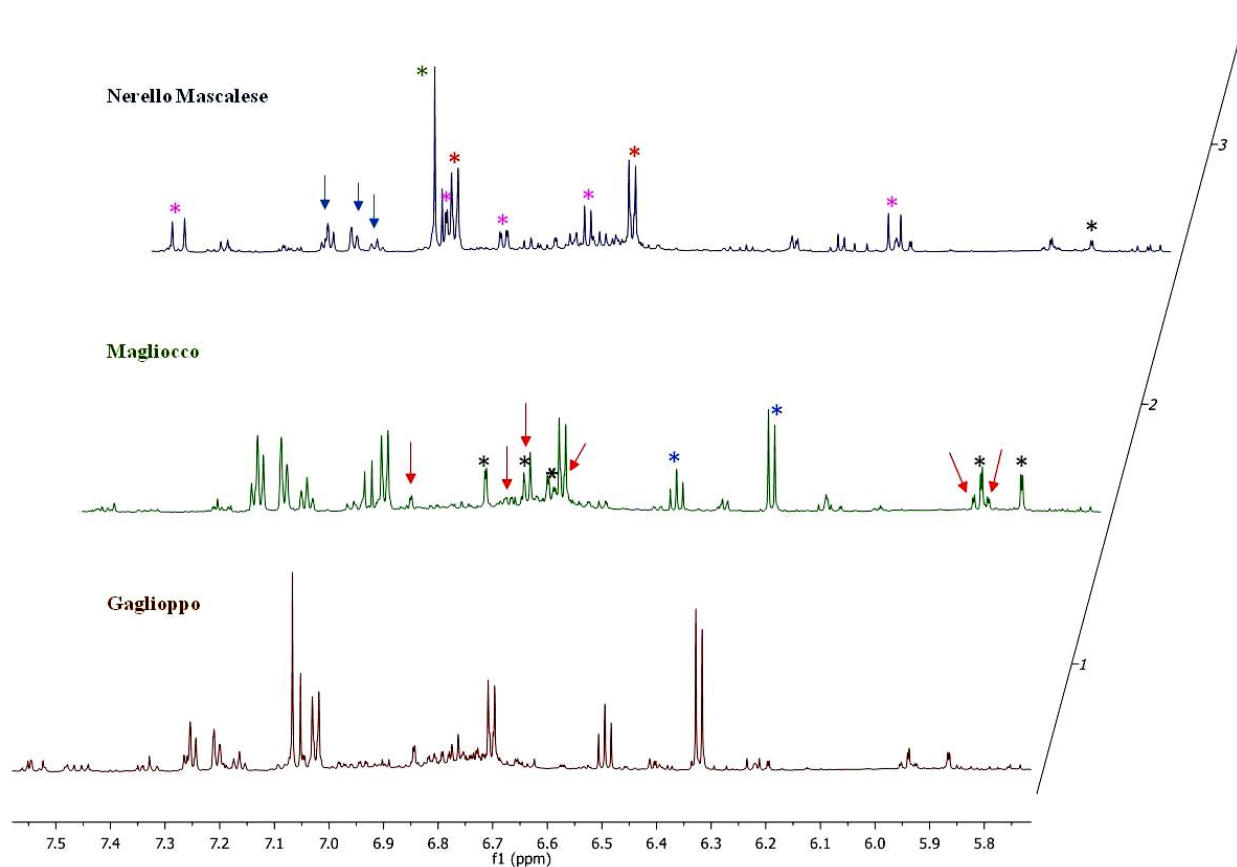 Nerello Mascalese
3
Magliocco
2
Gaglioppo
1
7.5 7.4 7.3 7.2 7.1 7.0 6.9 6.8 6.7 6.6 6.5 6.4 6.3 6.2 6.1 6.0 5.9 5.8
f1 (ppm)